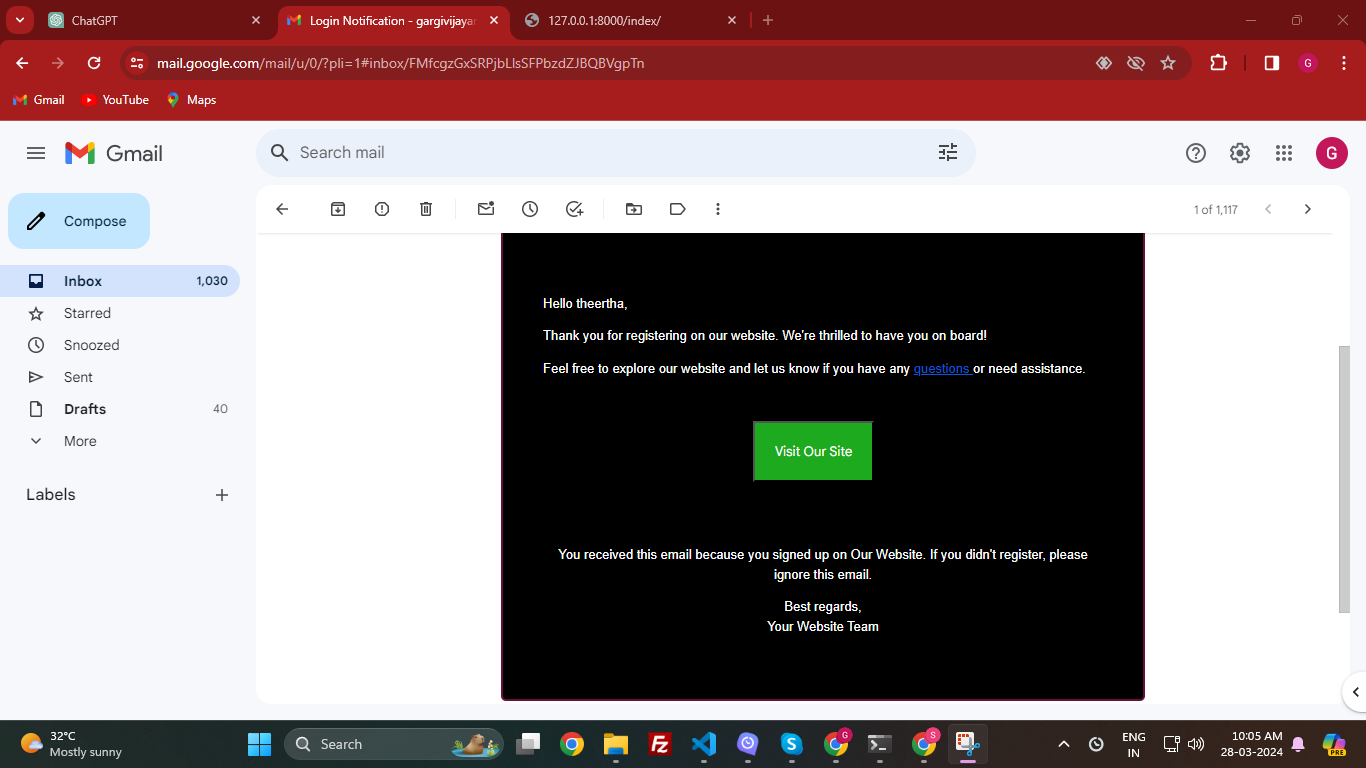 ChatGPT
Login Notification - gargivijayar
127.0.0.1:8000/index/
mail.google.com/mail/u/0/?pli=1#inbox/FMfcgzGxSRPjbLlsSFPbzdZJBQBVgpTn
G
Gmail
YouTube
Maps
Gmail
Search mail
G
Compose
1 of 1,117
Inbox
1,030
Starred
Snoozed
Sent
Drafts
40
More
Labels
Hello theertha,
Thank you for registering on our website. We're thrilled to have you on board!
Feel free to explore our website and let us know if you have any questions or need assistance.
Visit Our Site
You received this email because you signed up on Our Website. If you didn't register, please
ignore this email.
Best regards,
Your Website Team
32°C
Mostly sunny
Search
G
S
ENG
IN
10:05 AM
28-03-2024
PRE